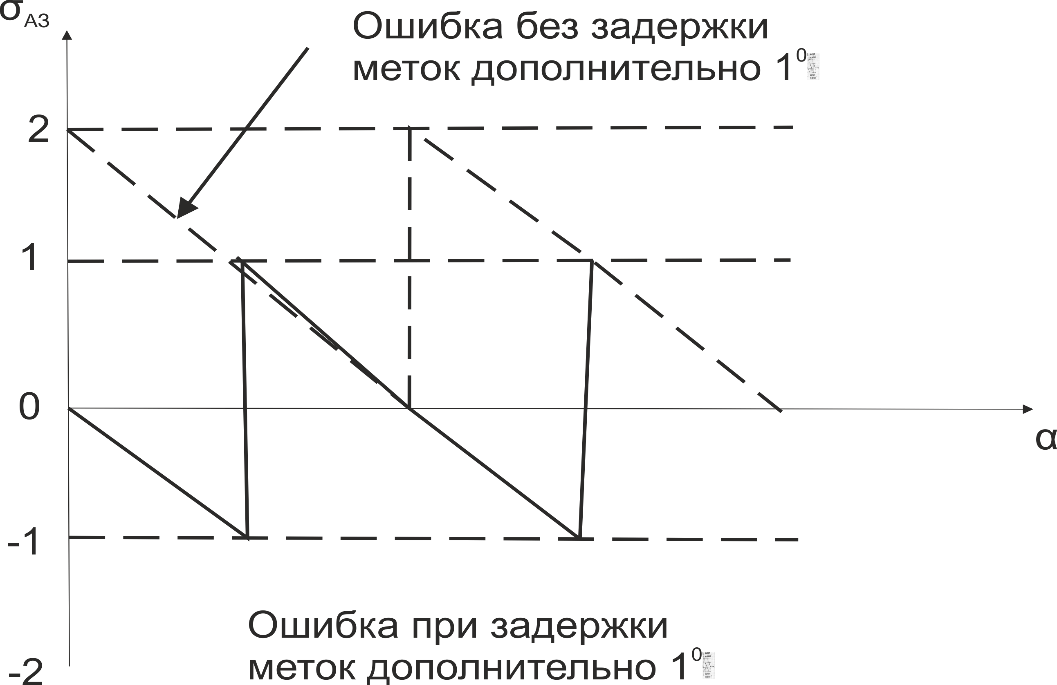 σАЗ
Ошибка без задержки
меток дополнительно 1⁰
2
1
0
α
-1
Ошибка при задержки
меток дополнительно 1⁰
-2